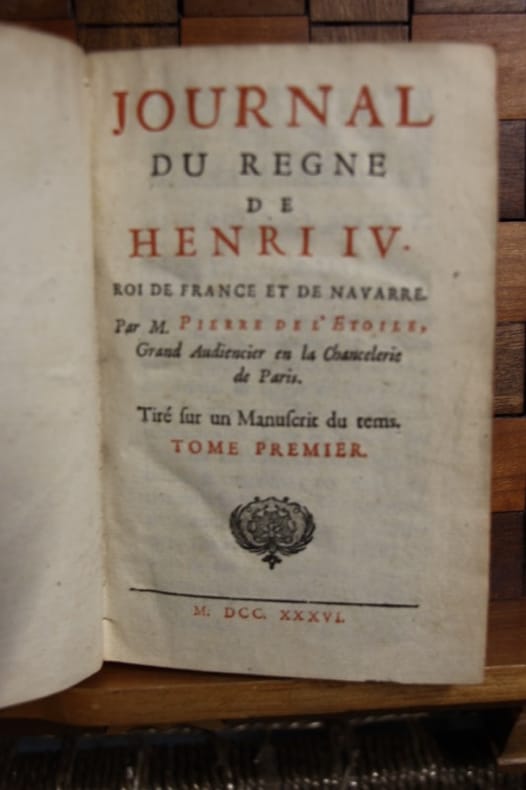 JOURNAL
DU REGNE
DE
HENRI IV.
ROI DE FRANCE ET DE NAVARRE.
Par M. PIERRE DE L'ETOILE,
Grand Audiencier en la Chancelerie
de Paris.
Tiré ſur un Manuſcrit du tems.
TOME PREMIER.
M. DCC. XXXVI.